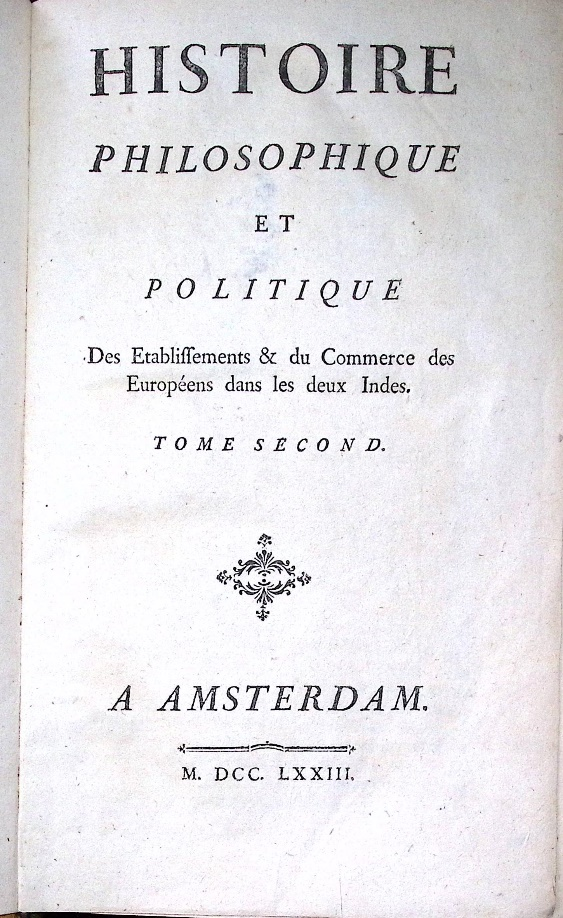 HISTOIRE
PHILOSOPHIQUE
ET
POLITIQUE
Des Etabliſſements & du Commerce des
Européens dans les deux Indes.
TOME SECOND.
A AMSTERDAM.
M. DCC. LXXIII.